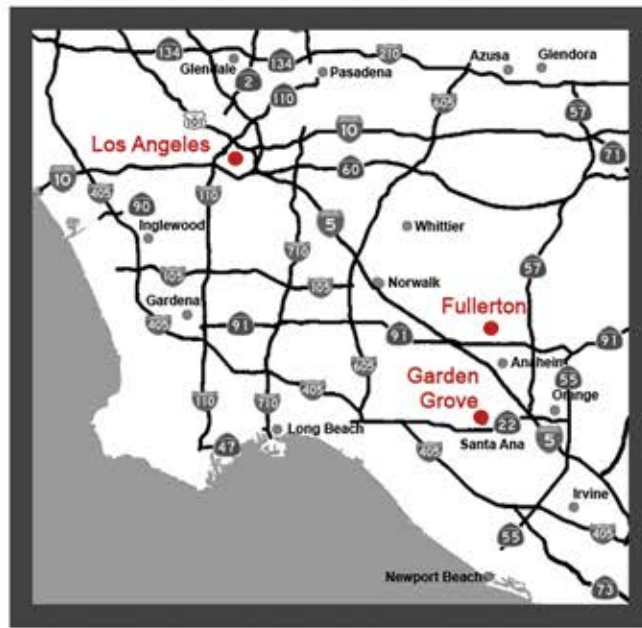 134
210
Glendale
134
Pasadena
Azusa
Glendora
2
110
605
57
101
10
71
Los Angeles
60
10
405
90
110
5
Inglewood
710
Whittier
57
105
105
Norwalk
Gardena
405
91
91
Fullerton
91
Anaheim
605
55
405
Garden
Grove
Orange
110
710
22
Long Beach
Santa Ana
5
47
405
Irvine
55
405
Newport Beach
73